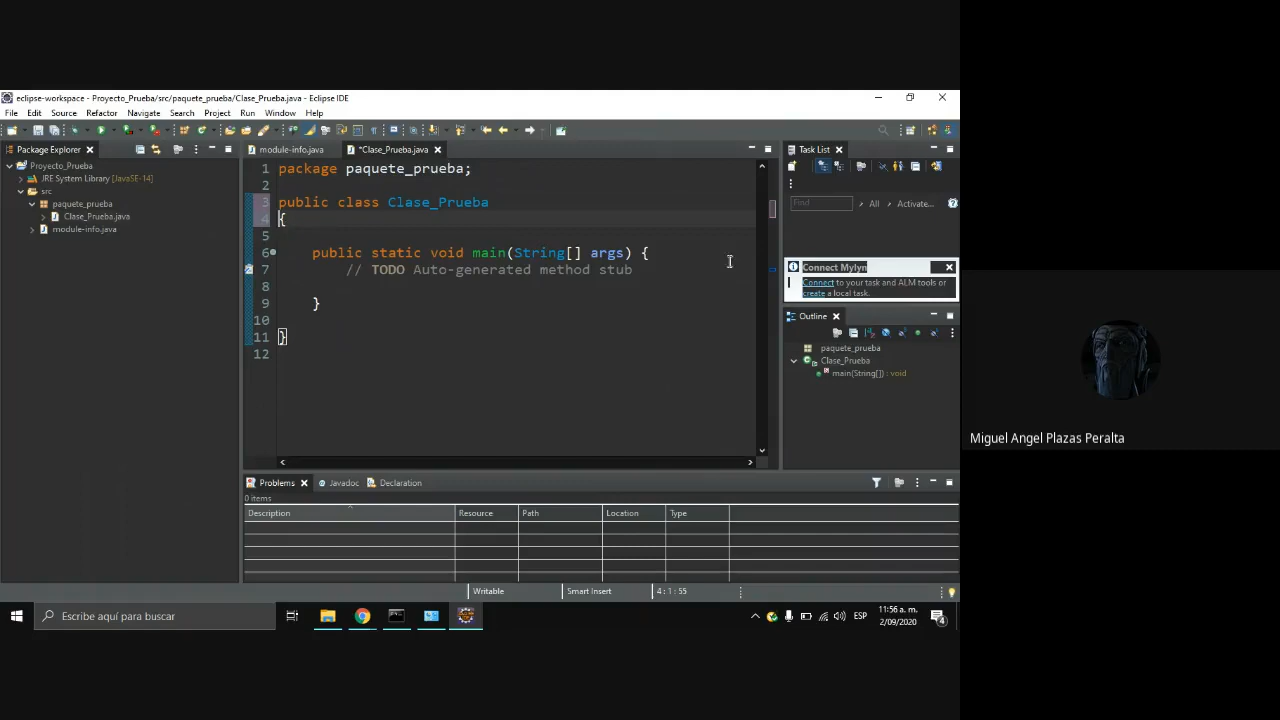 eclipse-workspace - Proyecto_Prueba/src/paquete_prueba/Clase_Prueba.java - Eclipse IDE
File Edit Source Refactor Navigate Search Project Run Window Help
Package Explorer
Proyecto_Prueba
JRE System Library [JavaSE-14]
src
paquete_prueba
Clase_Prueba.java
module-info.java
module-info.java
*Clase_Prueba.java
1 package paquete_prueba;
2
3 public class Clase_Prueba
4 {
5
6 public static void main(String[] args) {
7 // TODO Auto-generated method stub
8
9 }
10
11 }
12
Task List
Find
All
Activate...
Connect Mylyn
Connect to your task and ALM tools or
create a local task.
Outline
paquete_prueba
Clase_Prueba
main(String[]) : void
Problems Javadoc Declaration
0 items
Description Resource Path Location Type
Writable Smart Insert 4 : 1 : 55
Escribe aquí para buscar
ESP
11:56 a. m.
2/09/2020
4
Miguel Angel Plazas Peralta